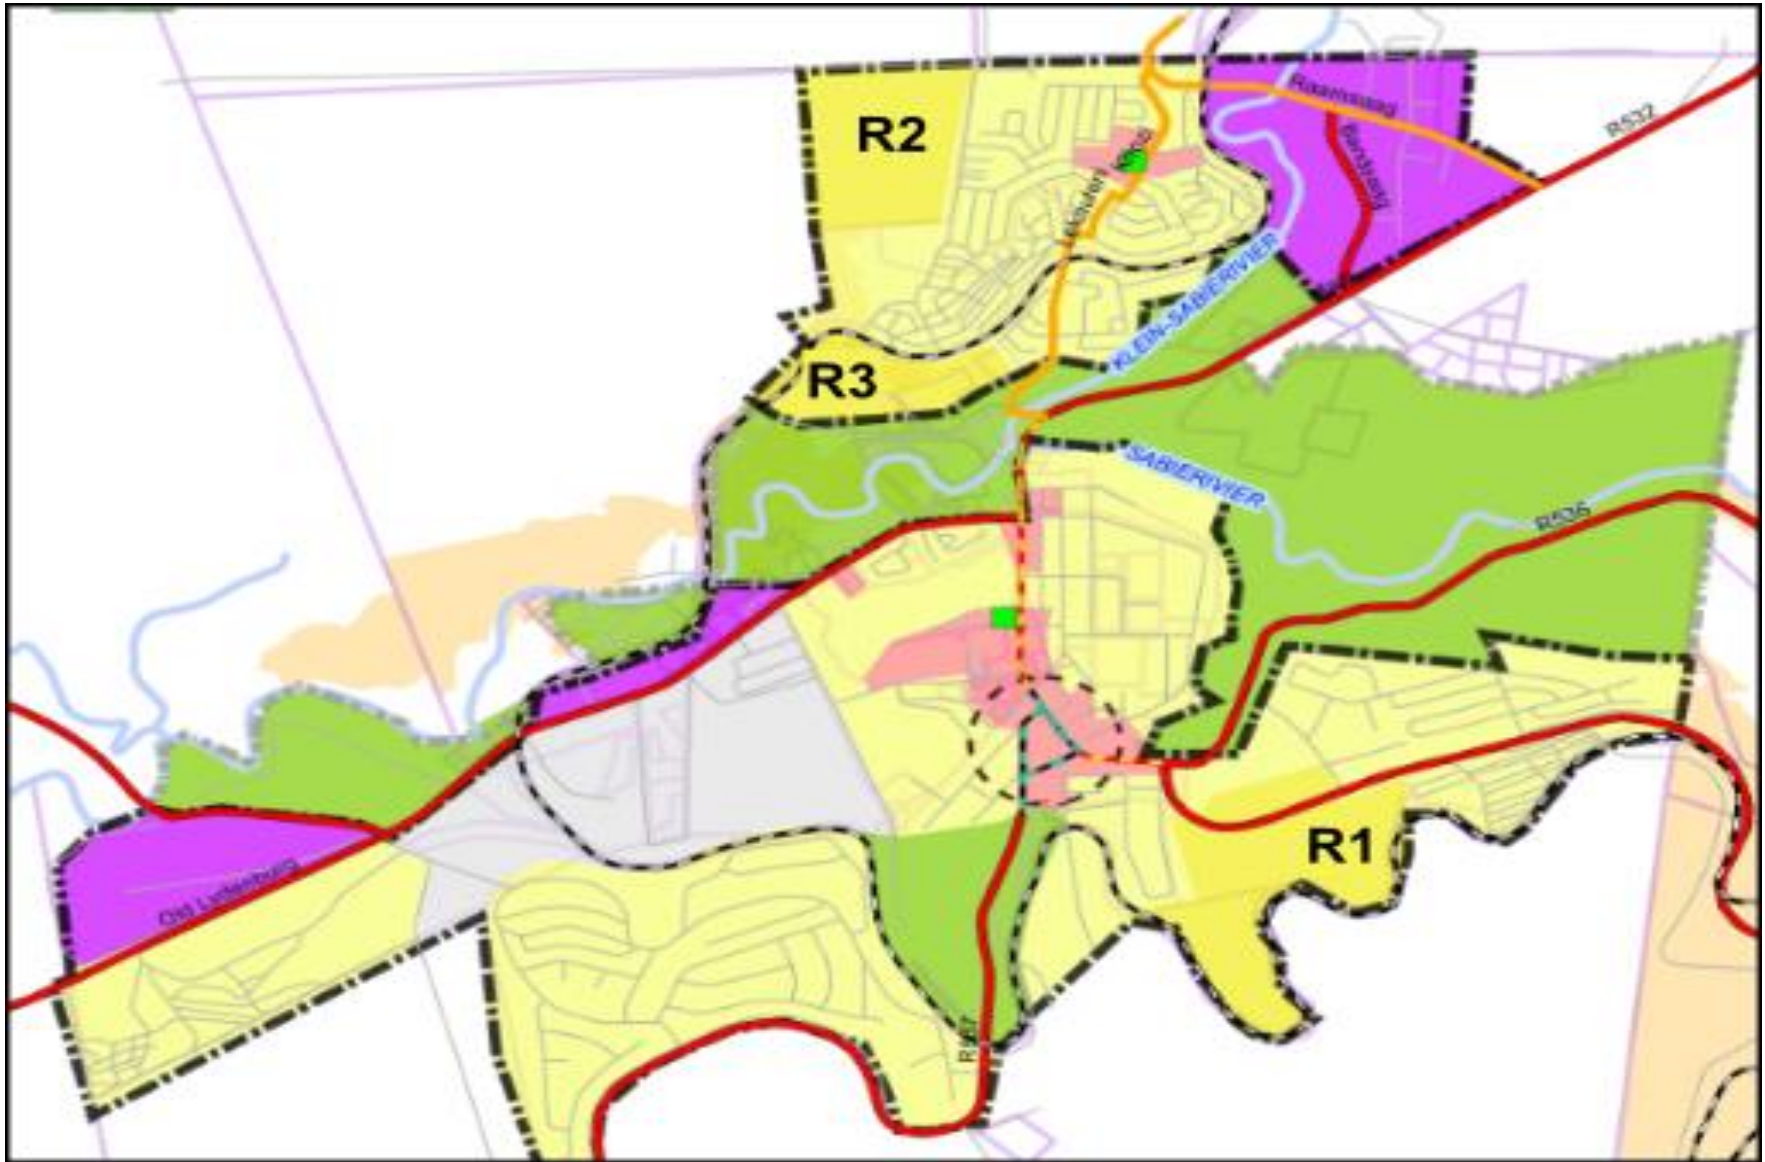 R2
R532
KLEIN-SABIERIVIER
R3
SABIERIVIER
R536
R1
Old Lydenburg